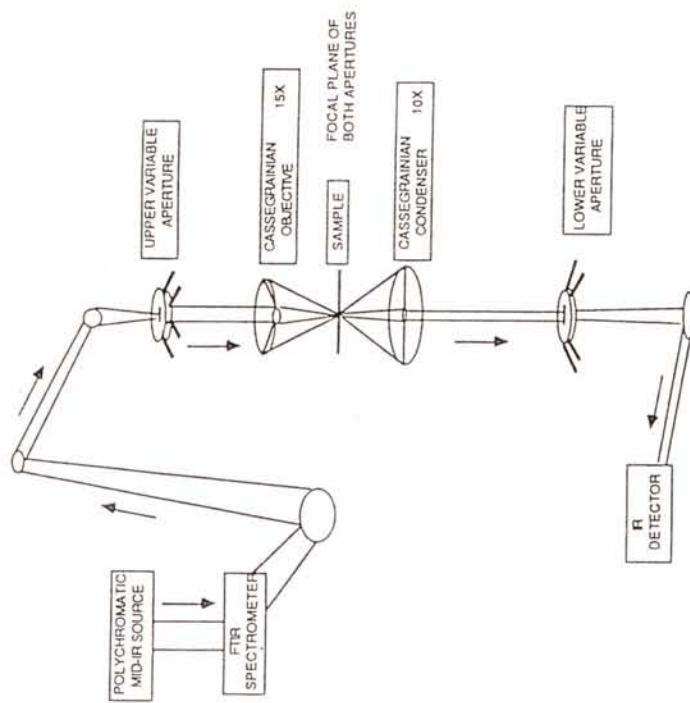 POLYCHROMATIC
MID-IR SOURCE
FTIR
SPECTROMETER
UPPER VARIABLE
APERTURE
CASSEGRAINIAN
OBJECTIVE
15X
SAMPLE
FOCAL PLANE OF
BOTH APERTURES
CASSEGRAINIAN
CONDENSER
10X
LOWER VARIABLE
APERTURE
IR
DETECTOR